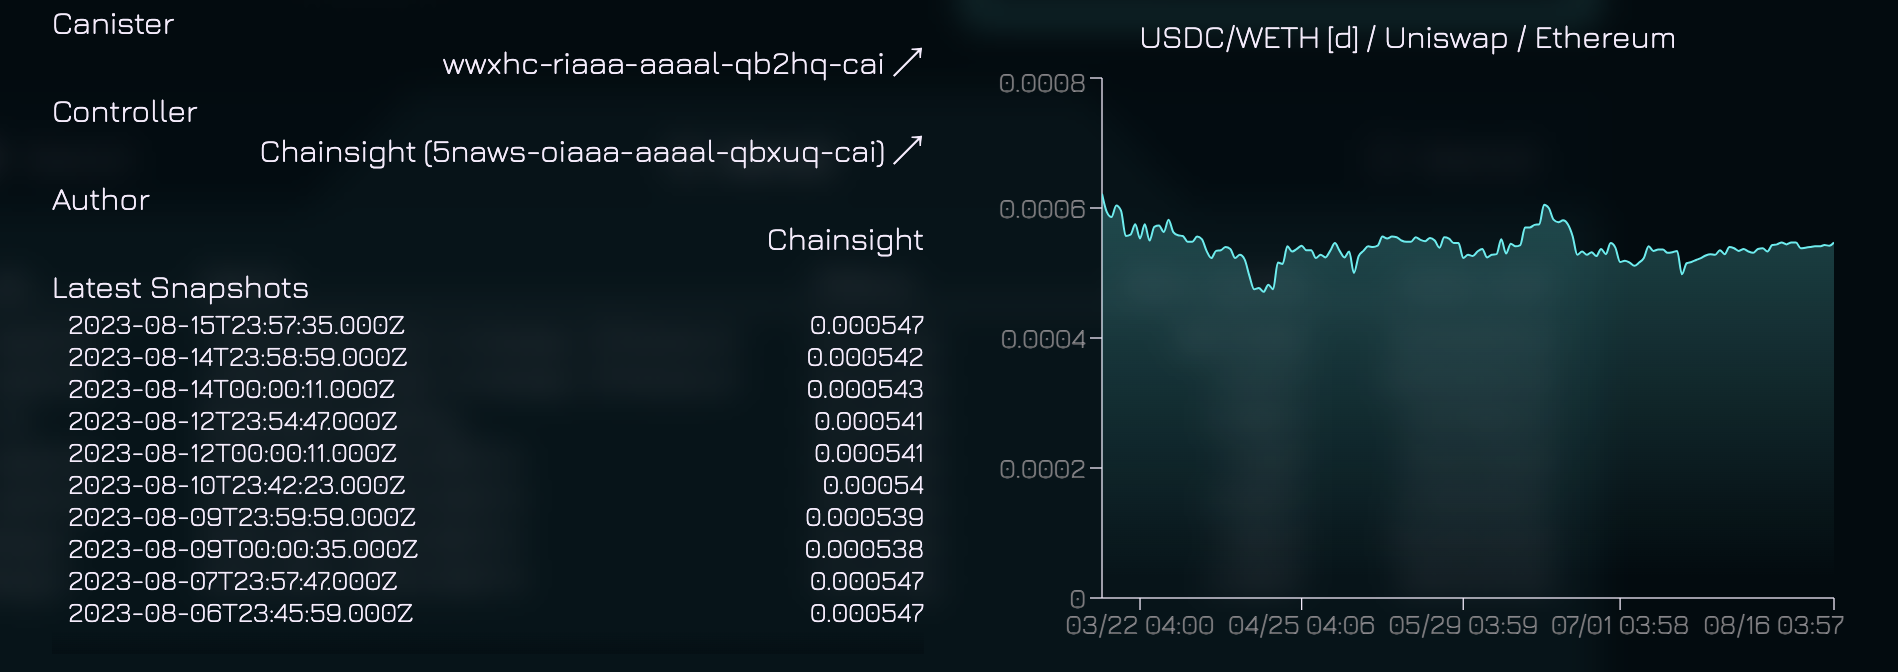 Canister
wwxhc-riaaa-aaaal-qb2hq-cai ↗
Controller
Chainsight (5naws-oiaaa-aaaal-qbxuq-cai) ↗
Author
Chainsight
Latest Snapshots
2023-08-15T23:57:35.000Z 0.000547
2023-08-14T23:58:59.000Z 0.000542
2023-08-14T00:00:11.000Z 0.000543
2023-08-12T23:54:47.000Z 0.000541
2023-08-12T00:00:11.000Z 0.000541
2023-08-10T23:42:23.000Z 0.00054
2023-08-09T23:59:59.000Z 0.000539
2023-08-09T00:00:35.000Z 0.000538
2023-08-07T23:57:47.000Z 0.000547
2023-08-06T23:45:59.000Z 0.000547
USDC/WETH [d] / Uniswap / Ethereum
0.0008
0.0006
0.0004
0.0002
0
03/22 04:00 04/25 04:06 05/29 03:59 07/01 03:58 08/16 03:57